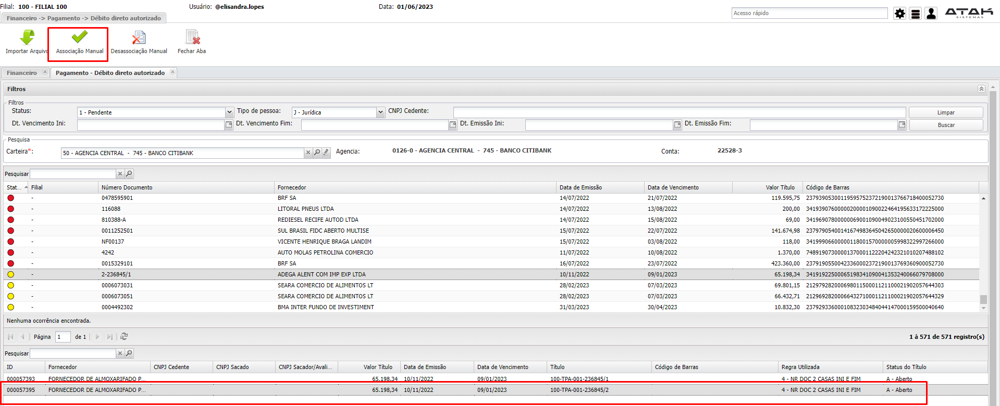 Filial: 100 - FILIAL 100 Usuário: @elisandra.lopes Data: 01/06/2023
Financeiro -> Pagamento -> Débito direto autorizado
Acesso rápido
ATAK
SISTEMAS
Importar Arquivo Associação Manual Desassociação Manual Fechar Aba
Financeiro Pagamento - Débito direto autorizado
Filtros
Filtros
Status: 1 - Pendente Tipo de pessoa: J - Jurídica CNPJ Cedente: Limpar
Dt. Vencimento Ini: Dt. Vencimento Fim: Dt. Emissão Ini: Dt. Emissão Fim: Buscar
Pesquisa
Carteira*: 50 - AGENCIA CENTRAL - 745 - BANCO CITIBANK Agencia: 0126-0 - AGENCIA CENTRAL - 745 - BANCO CITIBANK Conta: 22528-3
Pesquisar
Stat... Filial Número Documento Fornecedor Data de Emissão Data de Vencimento Valor Título Código de Barras
- 0478595901 BRF SA 14/07/2022 21/07/2022 119.595,75 23793905300119595752372190013766718400052730
- 116088 LITORAL PNEUS LTDA 14/07/2022 13/08/2022 200,00 34193907600000200001090022464195633172225000
- 810388-A REDIESEL RECIFE AUTOD LTDA 14/07/2022 15/08/2022 69,00 34196907800000069001090049023100550451702000
- 0011252501 SUL BRASIL FIDC ABERTO MULTISE 15/07/2022 22/07/2022 141.674,98 23797905400141674983645042650000020600006450
- NF00137 VICENTE HENRIQUE BRAGA LANDIM 15/07/2022 03/08/2022 118,00 34199906600000118001570000005998322997266000
- 4242 AUTO MOLAS PETROLINA COMERCIO 11/07/2022 10/08/2022 1.370,00 74891907300001370001122204242321010207488102
- 0015329101 BRF SA 16/07/2022 23/07/2022 423.360,00 23791905500423360002372190013769360900052730
- 2-236845/1 ADEGA ALENT COM IMP EXP LTDA 10/11/2022 09/01/2023 65.198,34 34191922500065198341090041353240066079708000
- 0006073031 SEARA COMERCIO DE ALIMENTOS LT 28/02/2023 07/03/2023 69.801,15 21297928200069801150001121100021902057644303
- 0006073051 SEARA COMERCIO DE ALIMENTOS LT 28/02/2023 07/03/2023 66.432,71 21296928200066432710001121100021902057644329
- 0004492302 BMA INTER FUNDO DE INVESTIMENT 31/03/2023 30/04/2023 10.832,30 23792933600010832303484044147000159500040640
Nenhuma ocorrência encontrada.
Página 1 de 1 1 à 571 de 571 registro(s)
Pesquisar
ID Fornecedor CNPJ Cedente CNPJ Sacado CNPJ Sacador/Avali... Valor Título Data de Emissão Data de Vencimento Título Código de Barras Regra Utilizada Status do Título
000057393 FORNECEDOR DE ALMOXARIFADO P... 65.198,34 10/11/2022 09/01/2023 100-TPA-001-236845/1 4 - NR DOC 2 CASAS INI E FIM A - Aberto
000057395 FORNECEDOR DE ALMOXARIFADO P... 65.198,34 10/11/2022 09/01/2023 100-TPA-001-236845/2 4 - NR DOC 2 CASAS INI E FIM A - Aberto